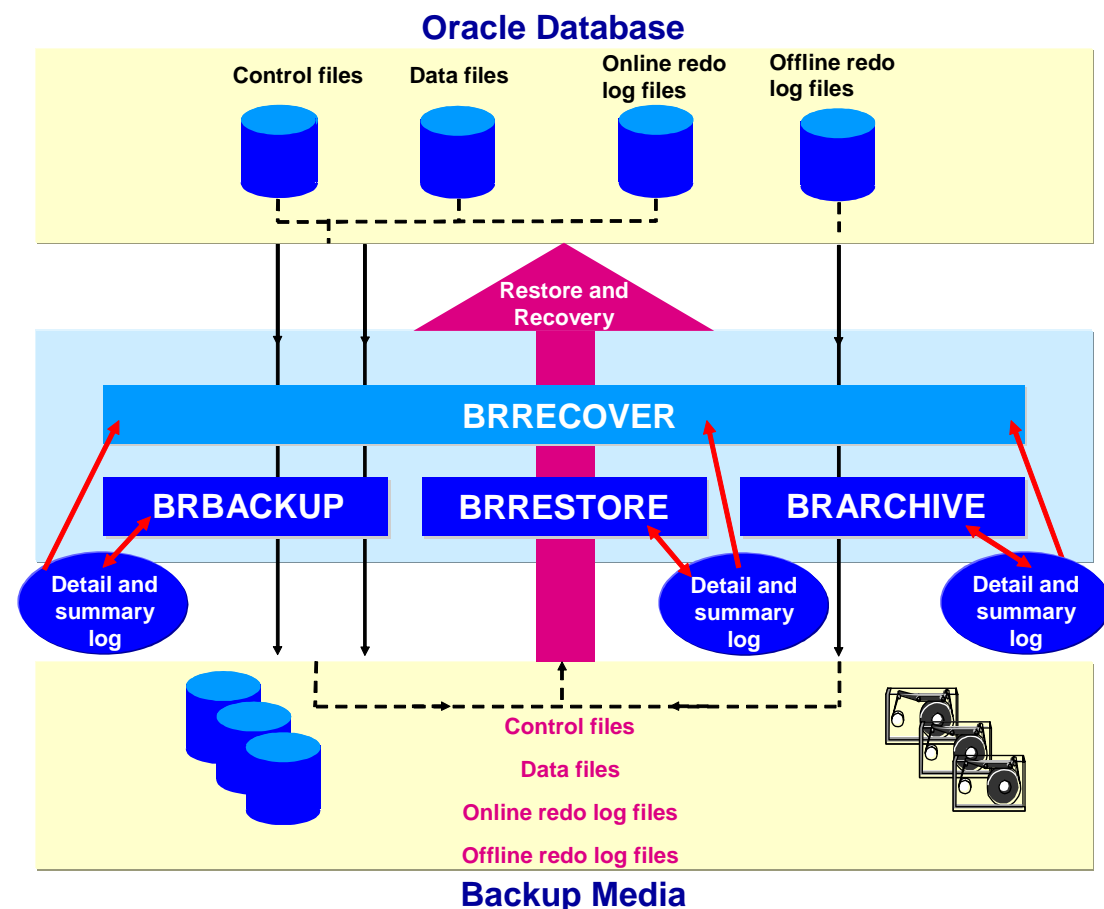 Oracle Database
Control files
Data files
Online redo
log files
Offline redo
log files
Restore and
Recovery
BRRECOVER
BRBACKUP
BRRESTORE
BRARCHIVE
Detail and
summary
log
Detail and
summary
log
Detail and
summary
log
Control files
Data files
Online redo log files
Offline redo log files
Backup Media